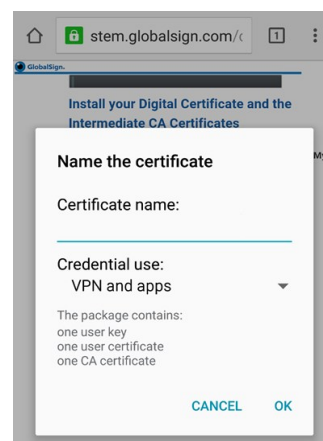 stem.globalsign.com/
1
GlobalSign.
Install your Digital Certificate and the
Intermediate CA Certificates
My
Name the certificate
Certificate name:
Credential use:
VPN and apps
The package contains:
one user key
one user certificate
one CA certificate
CANCEL OK